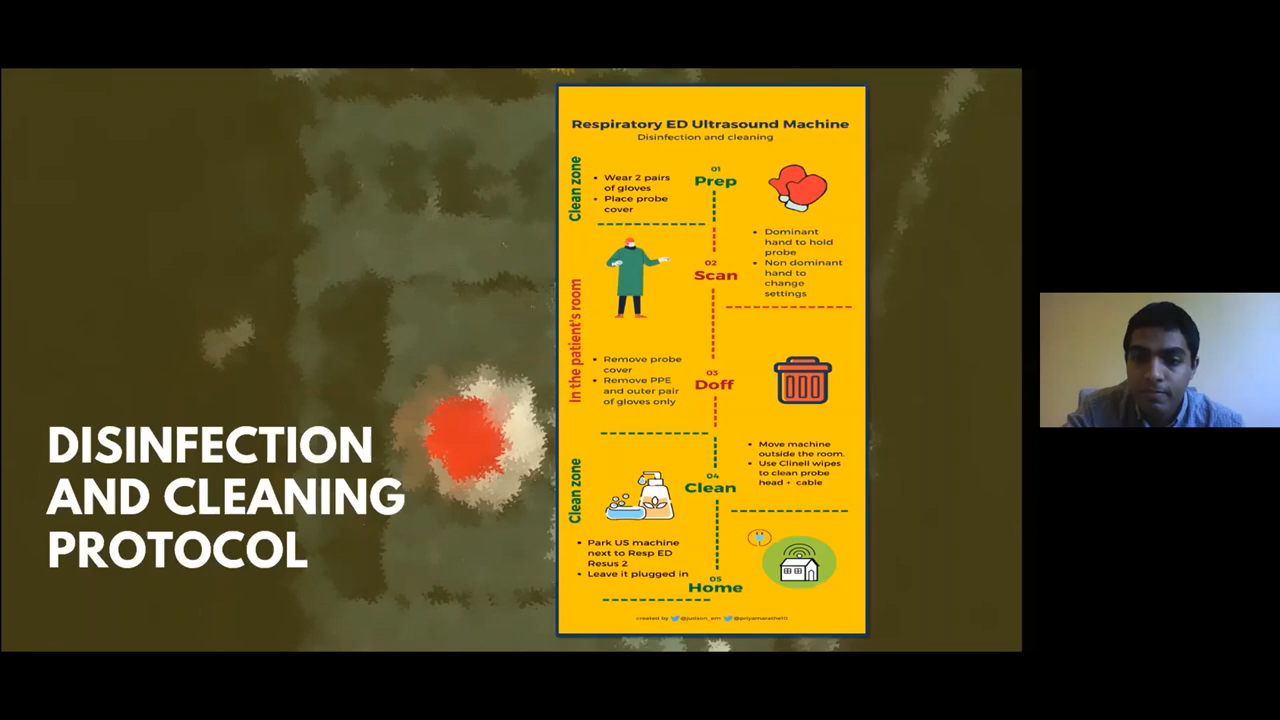 DISINFECTION
AND CLEANING
PROTOCOL
Respiratory ED Ultrasound Machine
Disinfection and cleaning
Clean zone
• Wear 2 pairs
of gloves
• Place probe
cover
01
Prep
In the patient's room
02
Scan
• Dominant
hand to hold
probe
• Non dominant
hand to
change
settings
• Remove probe
cover
• Remove PPE
and outer pair
of gloves only
03
Doff
Clean zone
04
Clean
• Move machine
outside the room.
• Use Clinell wipes
to clean probe
head + cable
• Park US machine
next to Resp ED
Resus 2
• Leave it plugged in
05
Home
created by @judson_em @priyamarathe10